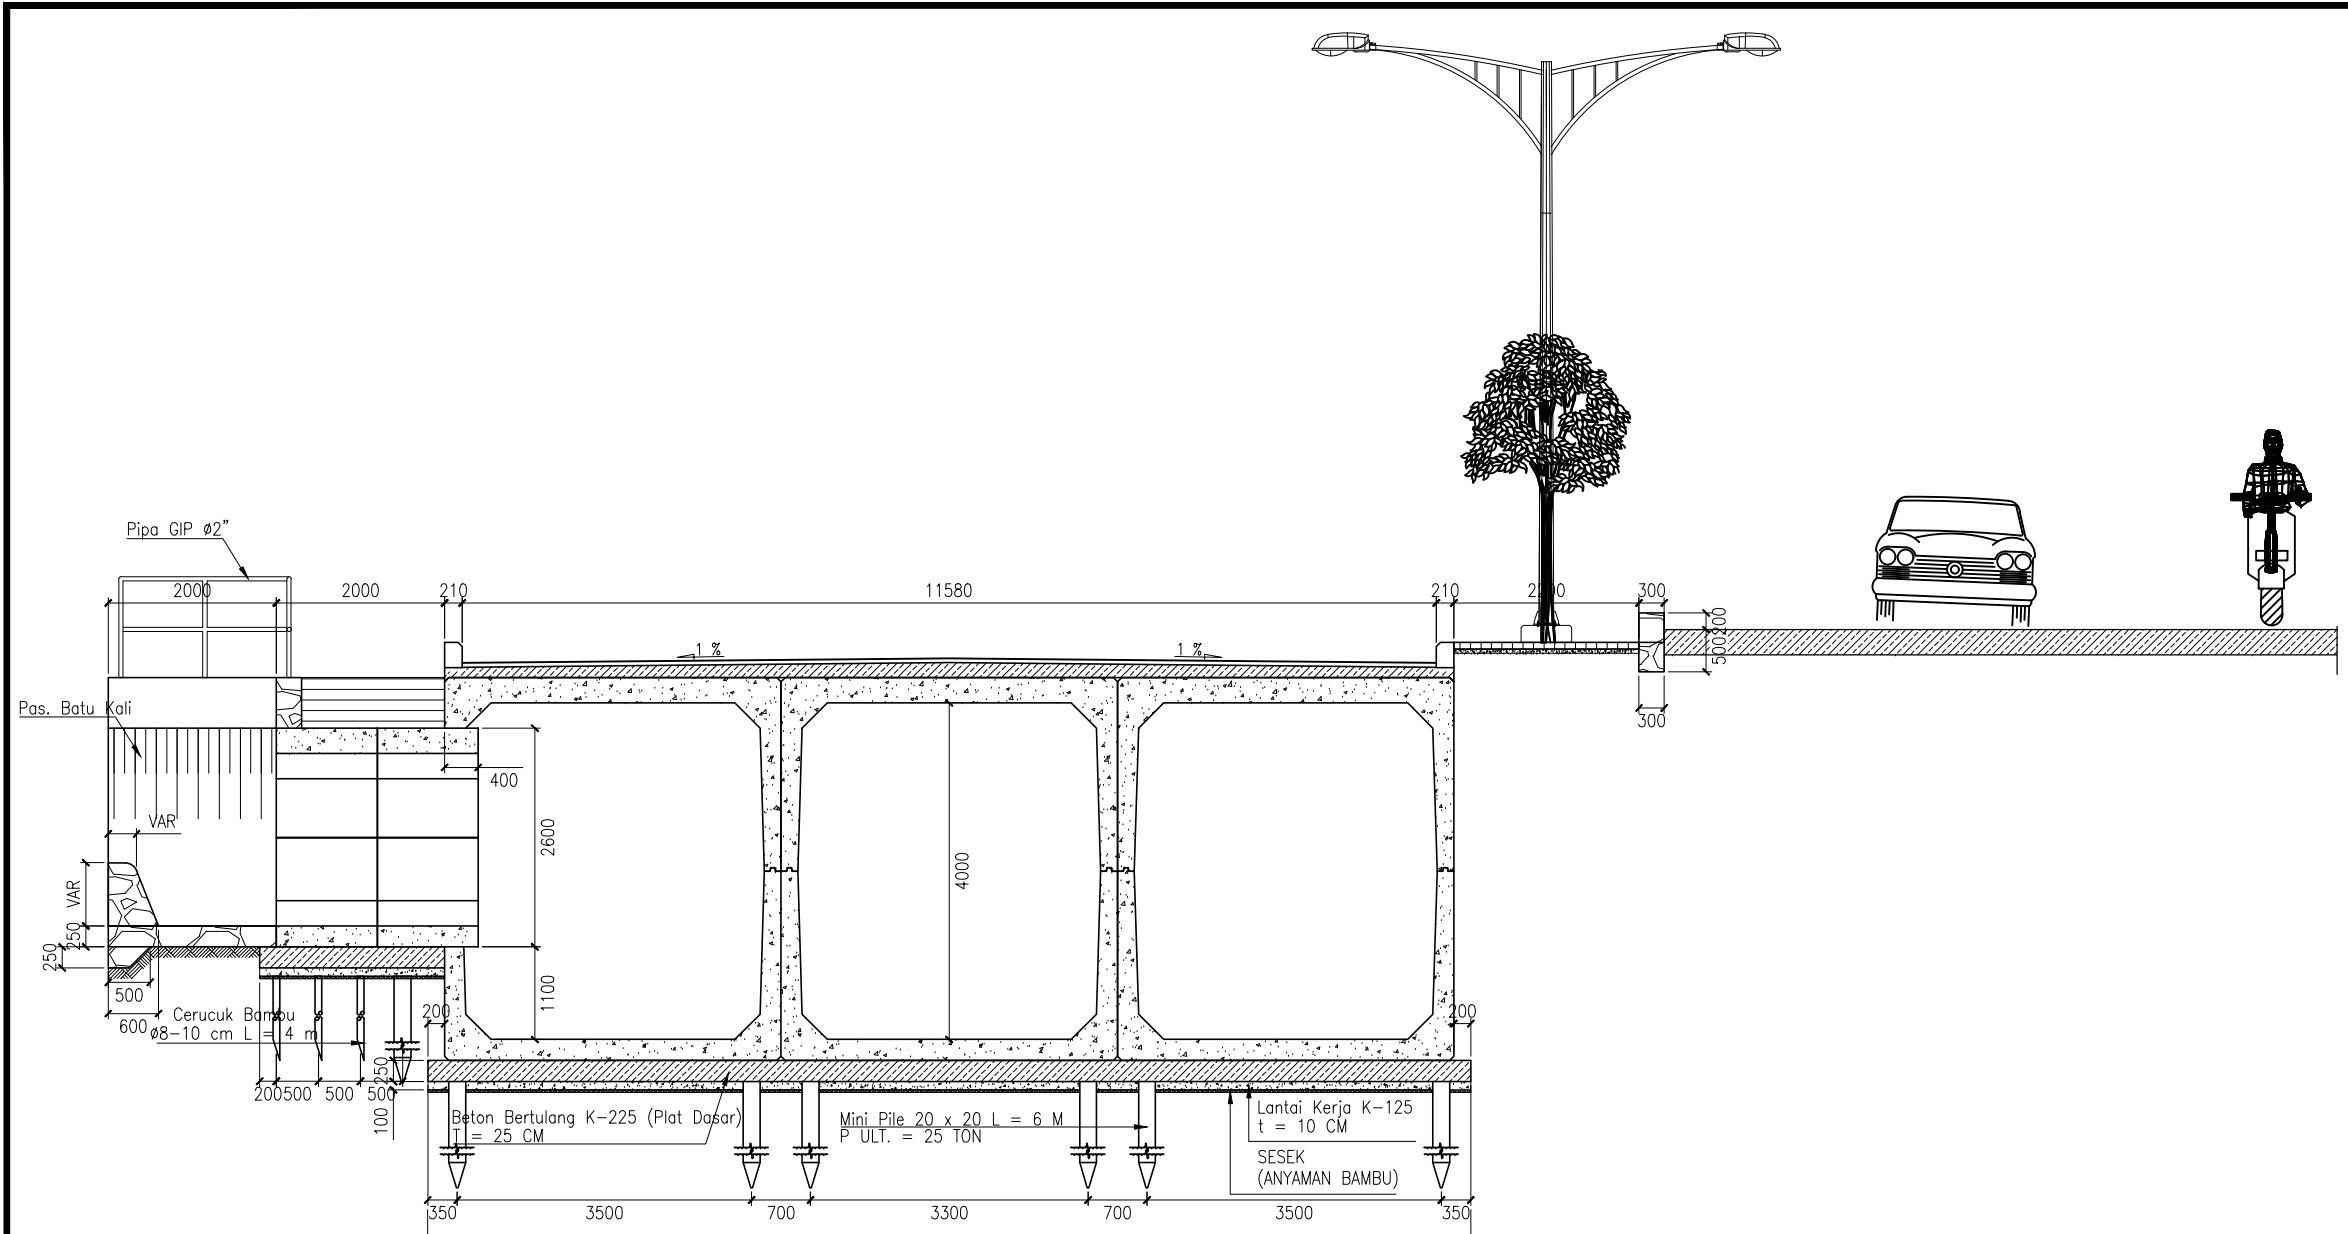 Pipa GIP ø2"
2000
2000
210
11580
210
2200
300
200
500
300
1 %
1 %
Pas. Batu Kali
400
VAR
2600
4000
VAR
250
250
500
600
1100
Cerucuk Bambu
ø8-10 cm L = 4 m
200
200
200
500
500
500
250
100
Beton Bertulang K-225 (Plat Dasar)
T = 25 CM
Mini Pile 20 x 20 L = 6 M
P ULT. = 25 TON
Lantai Kerja K-125
t = 10 CM
SESEK
(ANYAMAN BAMBU)
350
3500
700
3300
700
3500
350